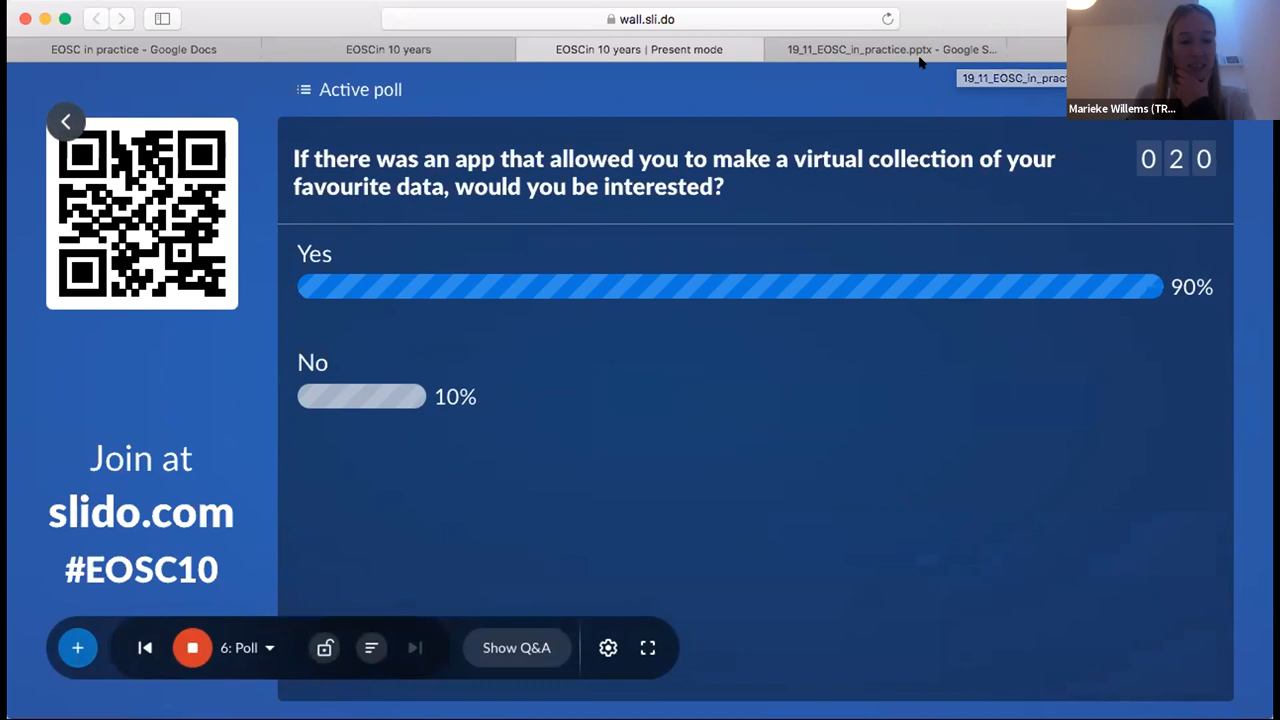 wall.sli.do
EOSC in practice - Google Docs
EOSCin 10 years
EOSCin 10 years | Present mode
19_11_EOSC_in_practice.pptx - Google S...
19_11_EOSC_in_prac
Marieke Willems (TR...
Active poll
If there was an app that allowed you to make a virtual collection of your
favourite data, would you be interested?
0 2 0
Yes
90%
No
10%
Join at
slido.com
#EOSC10
6: Poll
Show Q&A